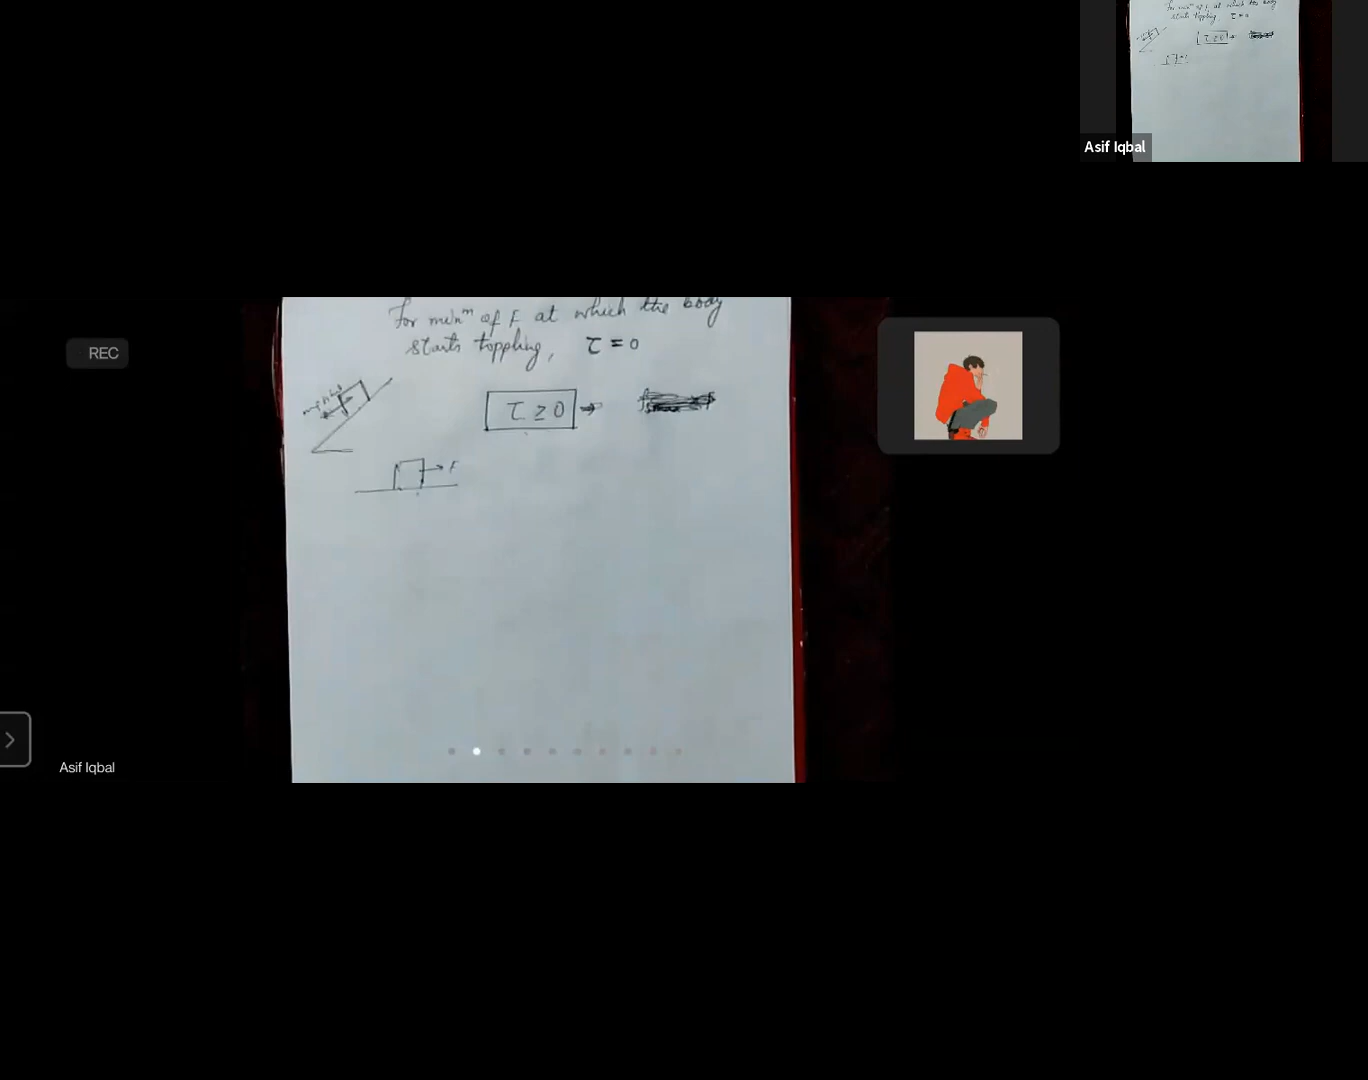 Asif Iqbal
REC
For minᵐ of F at which the body
starts toppling, τ = 0
τ ≥ 0 →
→ F
Asif Iqbal